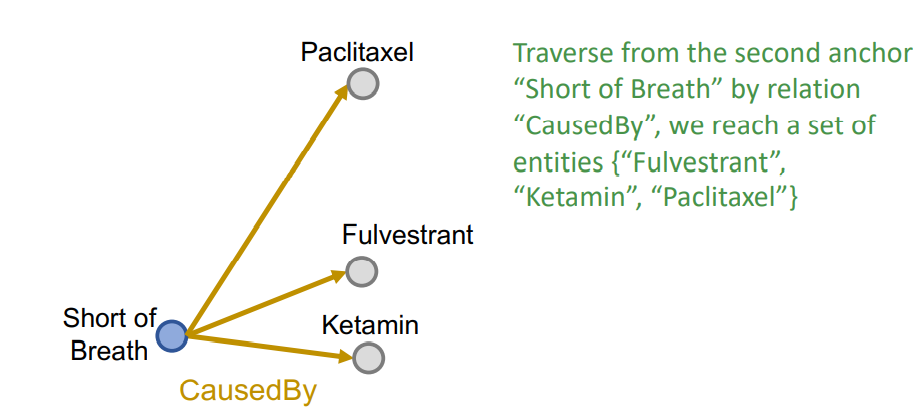 Paclitaxel
Traverse from the second anchor
“Short of Breath” by relation
“CausedBy”, we reach a set of
entities {“Fulvestrant”,
“Ketamin”, “Paclitaxel”}
Fulvestrant
Short of
Breath
Ketamin
CausedBy